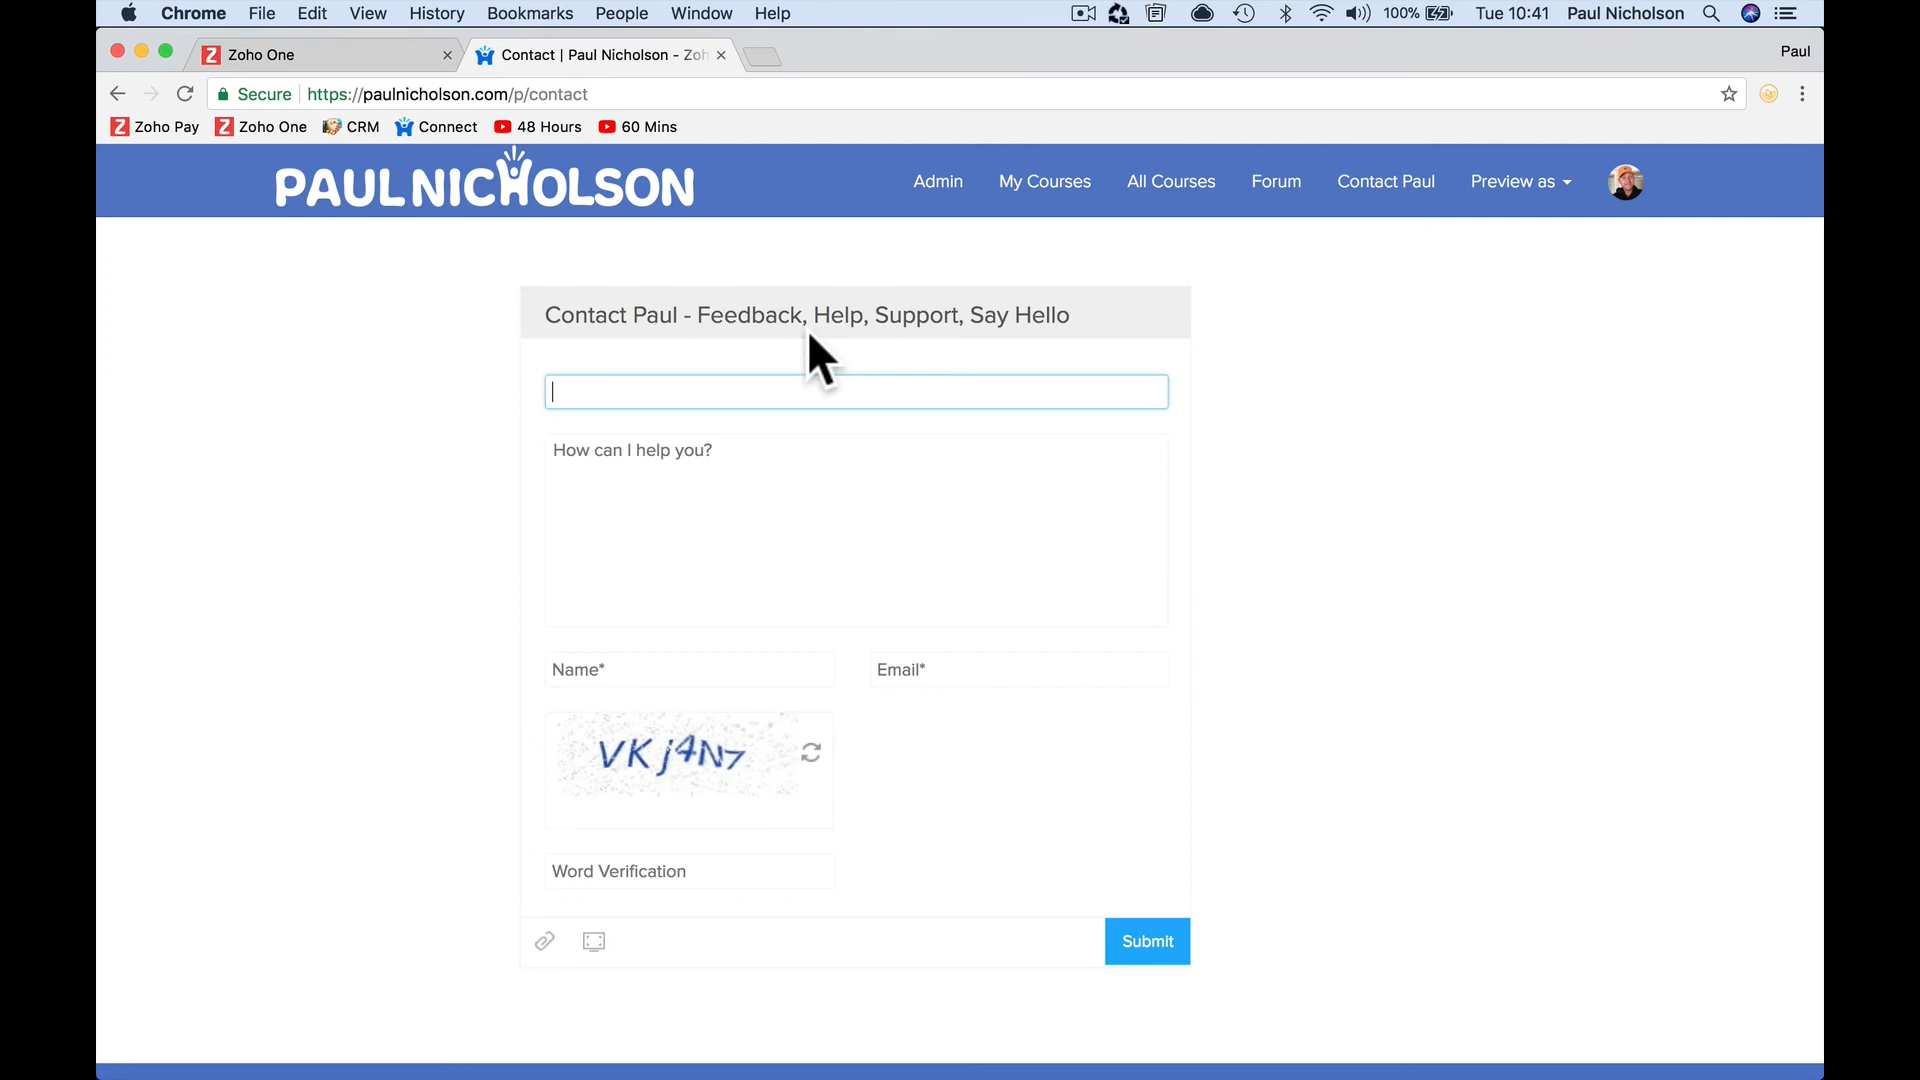 Chrome File Edit View History Bookmarks People Window Help 100% Tue 10:41 Paul Nicholson
Zoho One Contact | Paul Nicholson - Zoh Paul
Secure https://paulnicholson.com/p/contact
Zoho Pay Zoho One CRM Connect 48 Hours 60 Mins
PAUL NICHOLSON Admin My Courses All Courses Forum Contact Paul Preview as
Contact Paul - Feedback, Help, Support, Say Hello
How can I help you?
Name* Email*
VKj4N7
Word Verification
Submit